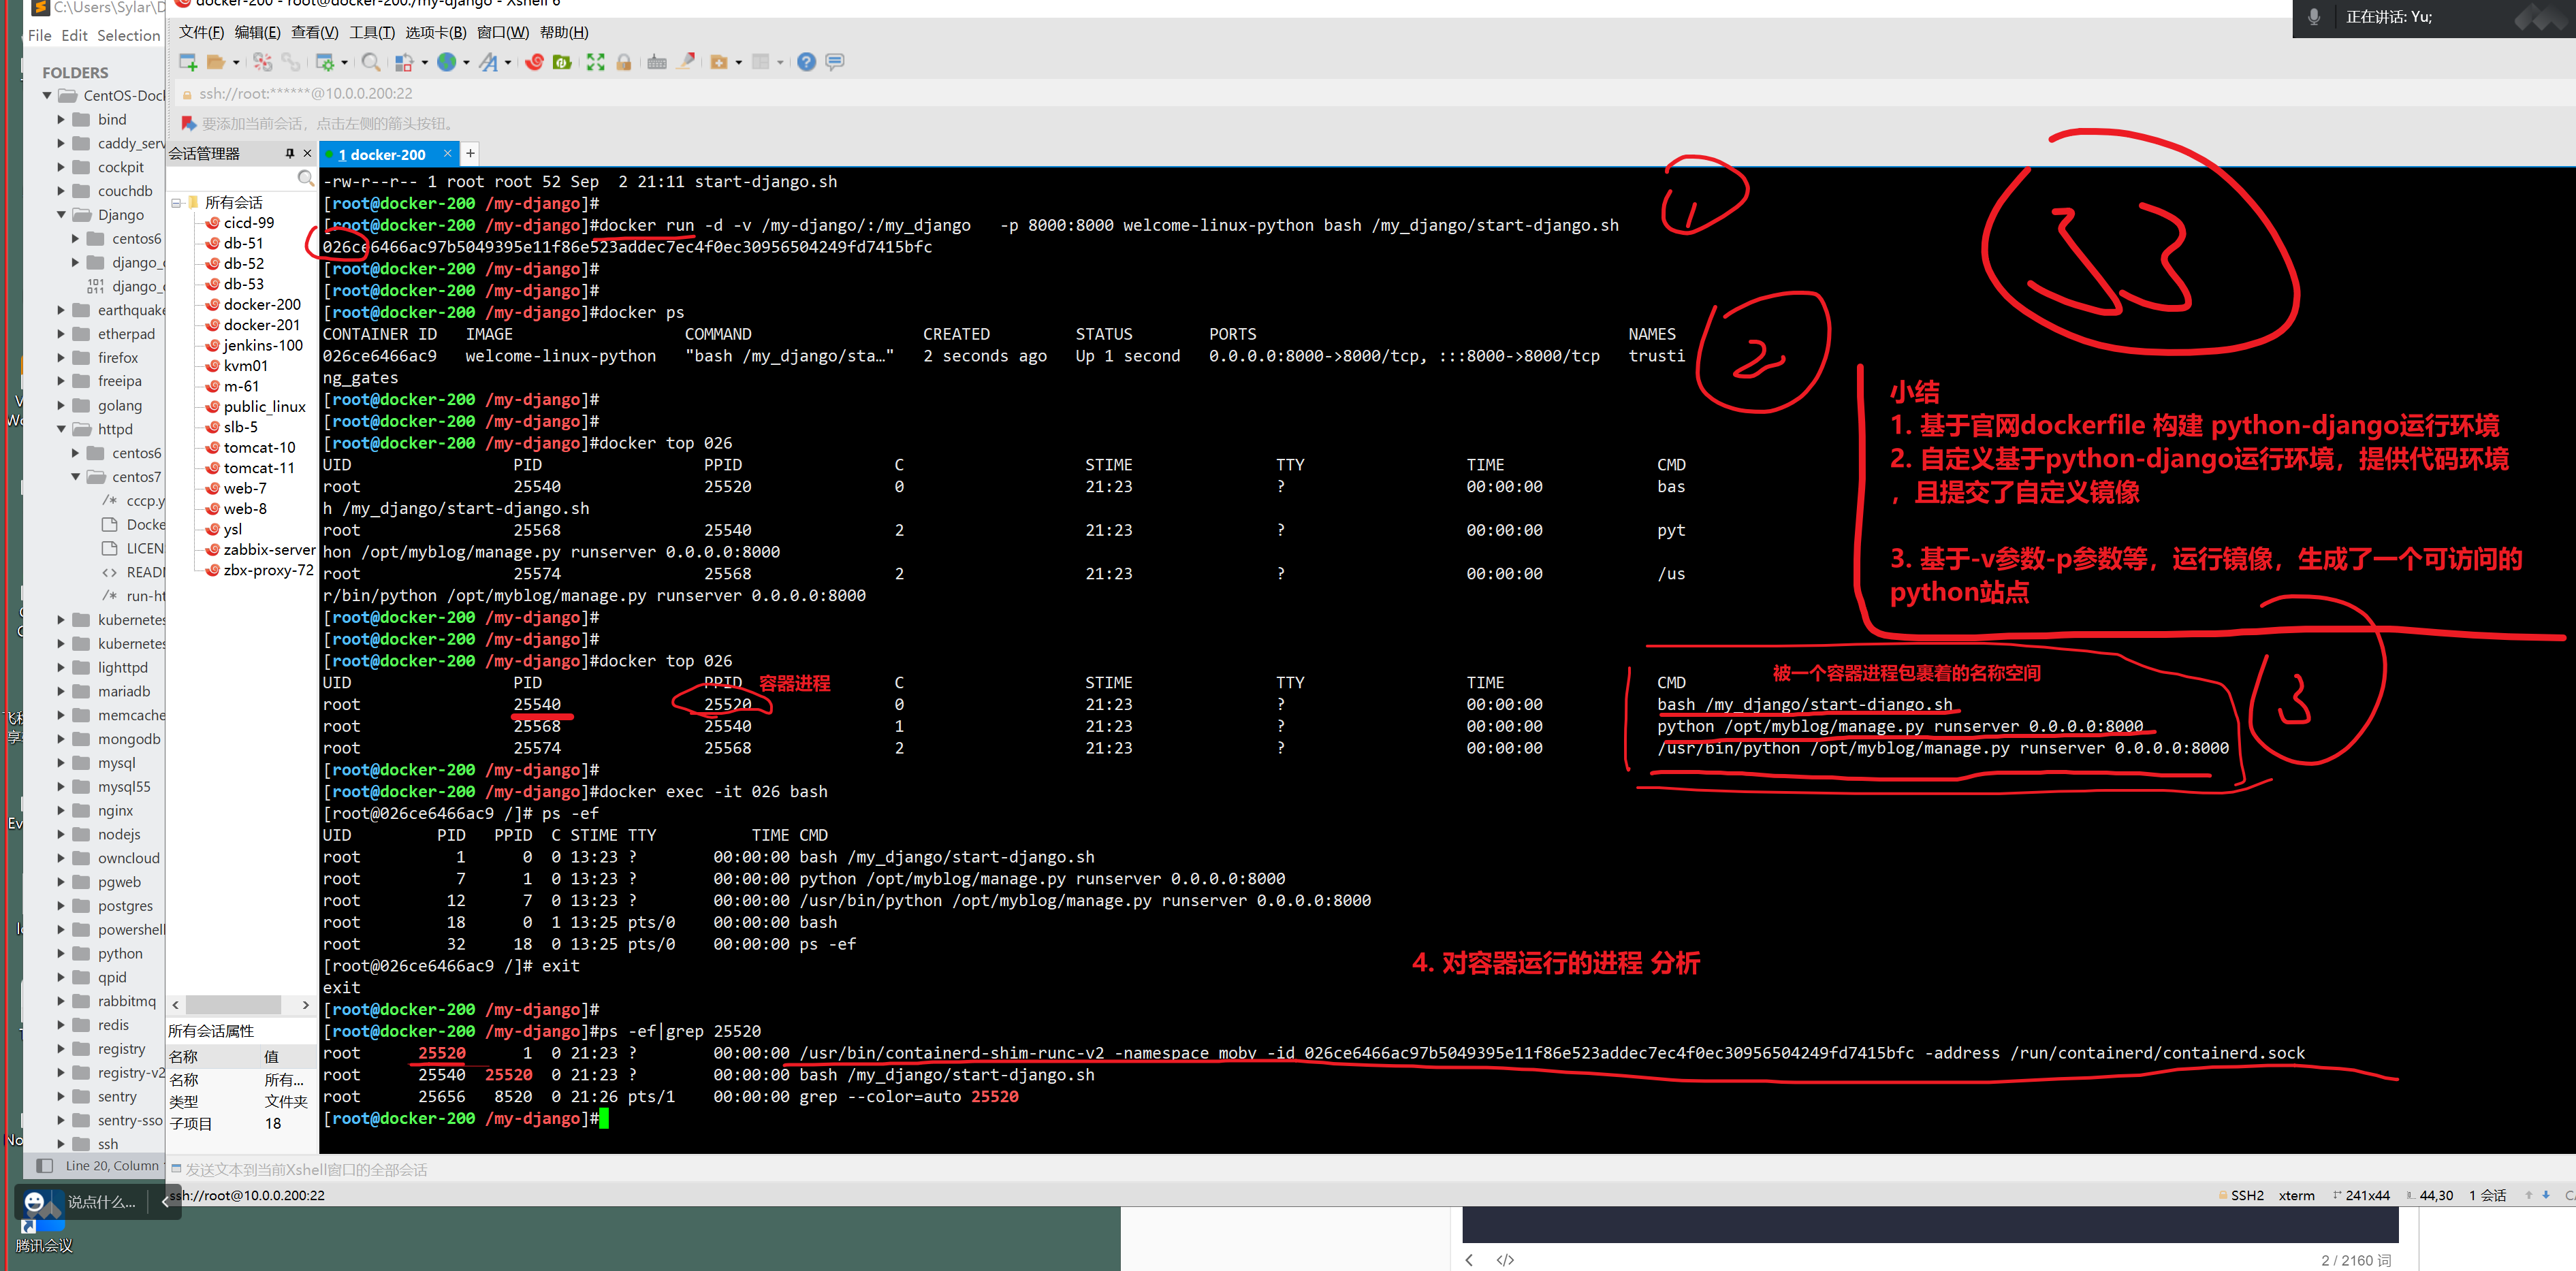 C:\Users\Sylar\D
docker-200 - root@docker-200:/my-django - Xshell 6
正在讲话: Yu;
File Edit Selection
文件(F) 编辑(E) 查看(V) 工具(T) 选项卡(B) 窗口(W) 帮助(H)
ssh://root:******@10.0.0.200:22
要添加当前会话，点击左侧的箭头按钮。
FOLDERS
CentOS-Dock
bind
caddy_serv
cockpit
couchdb
Django
centos6
django_
django_
earthquake
etherpad
firefox
freeipa
golang
httpd
centos6
centos7
cccp.y
Docke
LICEN
READ
run-ht
kubernetes
kubernetes
lighttpd
mariadb
memcache
mongodb
mysql
mysql55
nginx
nodejs
owncloud
pgweb
postgres
powershell
python
qpid
rabbitmq
redis
registry
registry-v2
sentry
sentry-sso
ssh
Line 20, Column
会话管理器
所有会话
cicd-99
db-51
db-52
db-53
docker-200
docker-201
jenkins-100
kvm01
m-61
public_linux
slb-5
tomcat-10
tomcat-11
web-7
web-8
ysl
zabbix-server
zbx-proxy-72
所有会话属性
名称 值
名称 所有...
类型 文件夹
子项目 18
1 docker-200
-rw-r--r-- 1 root root 52 Sep  2 21:11 start-django.sh
[root@docker-200 /my-django]#
[root@docker-200 /my-django]#docker run -d -v /my-django/:/my_django   -p 8000:8000 welcome-linux-python bash /my_django/start-django.sh
026ce6466ac97b5049395e11f86e523addec7ec4f0ec30956504249fd7415bfc
[root@docker-200 /my-django]#
[root@docker-200 /my-django]#
[root@docker-200 /my-django]#docker ps
CONTAINER ID   IMAGE   COMMAND   CREATED   STATUS   PORTS   NAMES
026ce6466ac9   welcome-linux-python   "bash /my_django/sta…"   2 seconds ago   Up 1 second   0.0.0.0:8000->8000/tcp, :::8000->8000/tcp   trusti
ng_gates
[root@docker-200 /my-django]#
[root@docker-200 /my-django]#
[root@docker-200 /my-django]#docker top 026
UID PID PPID C STIME TTY TIME CMD
root 25540 25520 0 21:23 ? 00:00:00 bas
h /my_django/start-django.sh
root 25568 25540 2 21:23 ? 00:00:00 pyt
hon /opt/myblog/manage.py runserver 0.0.0.0:8000
root 25574 25568 2 21:23 ? 00:00:00 /us
r/bin/python /opt/myblog/manage.py runserver 0.0.0.0:8000
[root@docker-200 /my-django]#
[root@docker-200 /my-django]#
[root@docker-200 /my-django]#docker top 026
UID PID PPID C STIME TTY TIME CMD
root 25540 25520 0 21:23 ? 00:00:00 bash /my_django/start-django.sh
root 25568 25540 1 21:23 ? 00:00:00 python /opt/myblog/manage.py runserver 0.0.0.0:8000
root 25574 25568 2 21:23 ? 00:00:00 /usr/bin/python /opt/myblog/manage.py runserver 0.0.0.0:8000
[root@docker-200 /my-django]#
[root@docker-200 /my-django]#docker exec -it 026 bash
[root@026ce6466ac9 /]# ps -ef
UID PID PPID C STIME TTY TIME CMD
root 1 0 0 13:23 ? 00:00:00 bash /my_django/start-django.sh
root 7 1 0 13:23 ? 00:00:00 python /opt/myblog/manage.py runserver 0.0.0.0:8000
root 12 7 0 13:23 ? 00:00:00 /usr/bin/python /opt/myblog/manage.py runserver 0.0.0.0:8000
root 18 0 1 13:25 pts/0 00:00:00 bash
root 32 18 0 13:25 pts/0 00:00:00 ps -ef
[root@026ce6466ac9 /]# exit
exit
[root@docker-200 /my-django]#
[root@docker-200 /my-django]#ps -ef|grep 25520
root 25520 1 0 21:23 ? 00:00:00 /usr/bin/containerd-shim-runc-v2 -namespace moby -id 026ce6466ac97b5049395e11f86e523addec7ec4f0ec30956504249fd7415bfc -address /run/containerd/containerd.sock
root 25540 25520 0 21:23 ? 00:00:00 bash /my_django/start-django.sh
root 25656 8520 0 21:26 pts/1 00:00:00 grep --color=auto 25520
[root@docker-200 /my-django]#
1
2
33
小结
1. 基于官网dockerfile 构建 python-django运行环境
2. 自定义基于python-django运行环境，提供代码环境
，且提交了自定义镜像
3. 基于-v参数-p参数等，运行镜像，生成了一个可访问的
python站点
3
容器进程
被一个容器进程包裹着的名称空间
4. 对容器运行的进程 分析
发送文本到当前Xshell窗口的全部会话
ssh://root@10.0.0.200:22
SSH2 xterm 241x44 44,30 1 会话
说点什么...
腾讯会议
2 / 2160 词